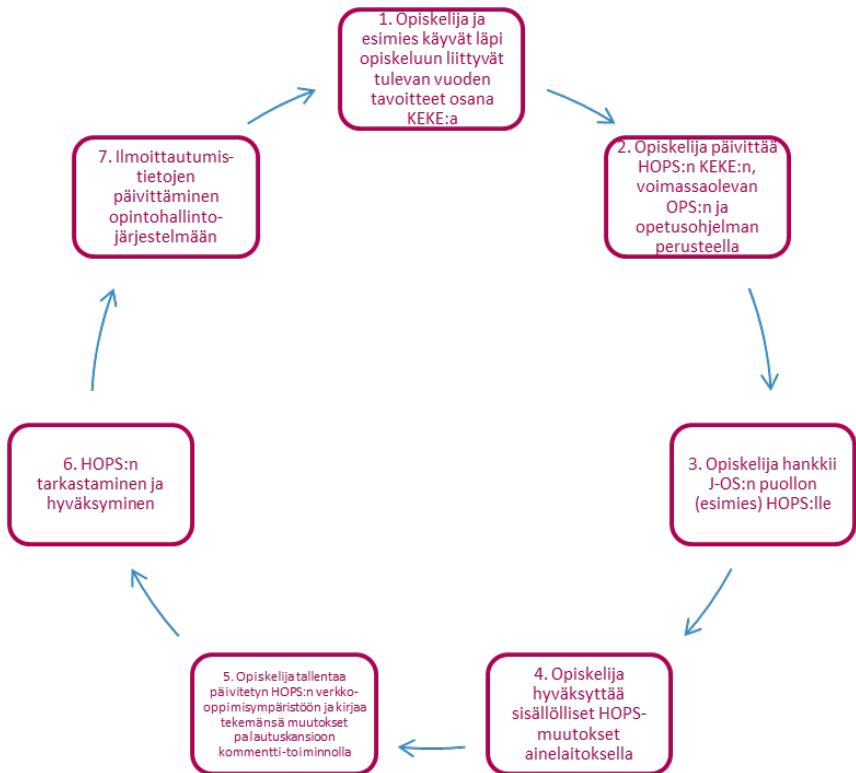 1. Opiskelija ja
esimies käyvät läpi
opiskeluun liittyvät
tulevan vuoden
tavoitteet osana
KEKE:a
2. Opiskelija päivittää
HOPS:n KEKE:n,
voimassaolevan
OPS:n ja
opetusohjelman
perusteella
3. Opiskelija hankkii
J-OS:n puollon
(esimies) HOPS:lle
4. Opiskelija
hyväksyttää
sisällölliset HOPS-
muutokset
ainelaitoksella
5. Opiskelija tallentaa
päivitetyn HOPS:n verkko-
oppimisympäristöön ja kirjaa
tekemänsä muutokset
palautuskansioon
kommentti-toiminnolla
6. HOPS:n
tarkastaminen ja
hyväksyminen
7. Ilmoittautumis-
tietojen
päivittäminen
opintohallinto-
järjestelmään